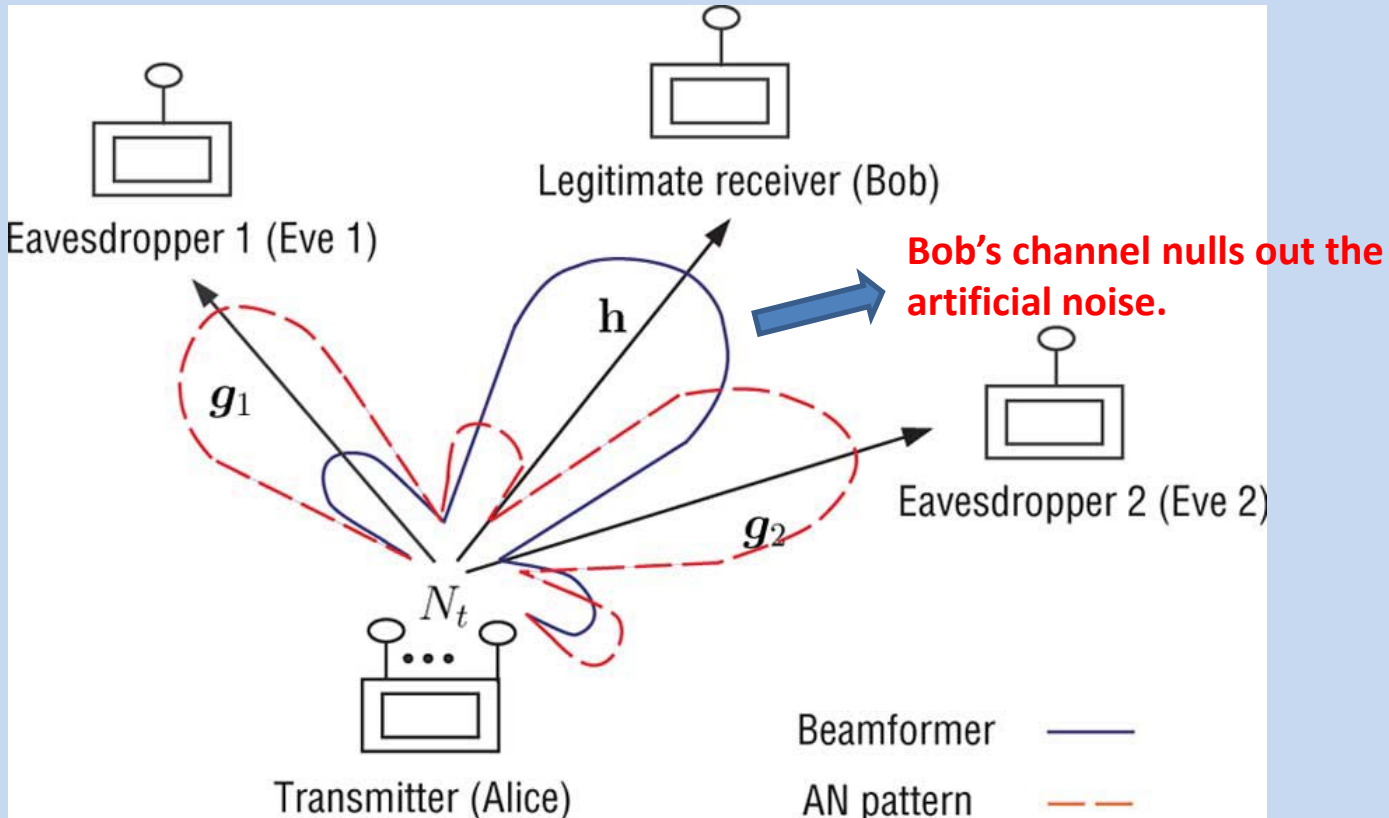 Legitimate receiver (Bob)
Eavesdropper 1 (Eve 1)
Bob’s channel nulls out the
artificial noise.
h
g1
Eavesdropper 2 (Eve 2)
g2
Nt
Transmitter (Alice)
Beamformer
AN pattern